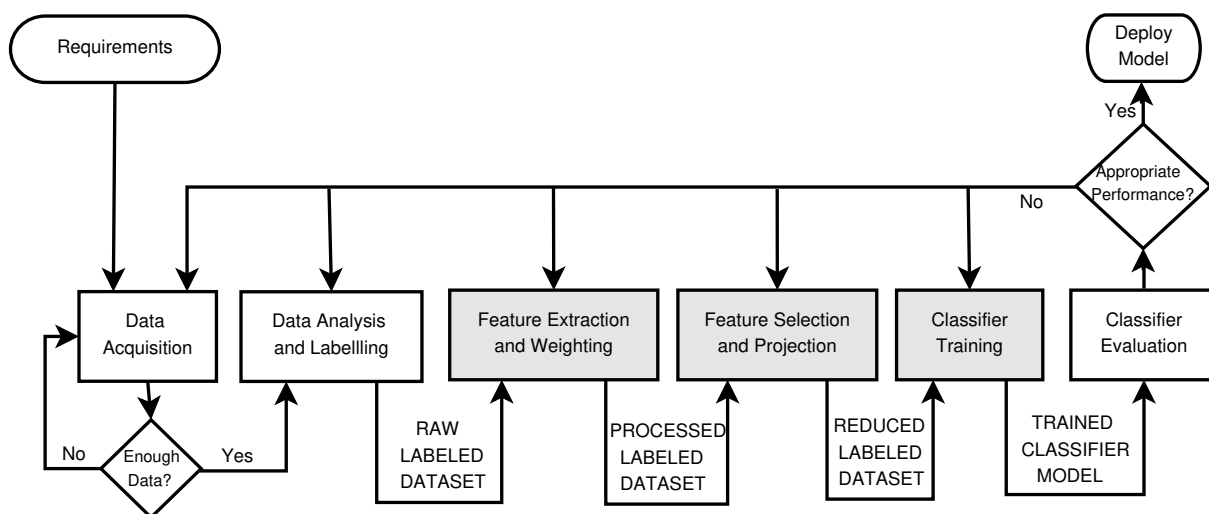 Requirements
Deploy
Model
Yes
Appropriate
Performance?
No
Data
Acquisition
Data Analysis
and Labellling
Feature Extraction
and Weighting
Feature Selection
and Projection
Classifier
Training
Classifier
Evaluation
Enough
Data?
No
Yes
RAW
LABELED
DATASET
PROCESSED
LABELED
DATASET
REDUCED
LABELED
DATASET
TRAINED
CLASSIFIER
MODEL